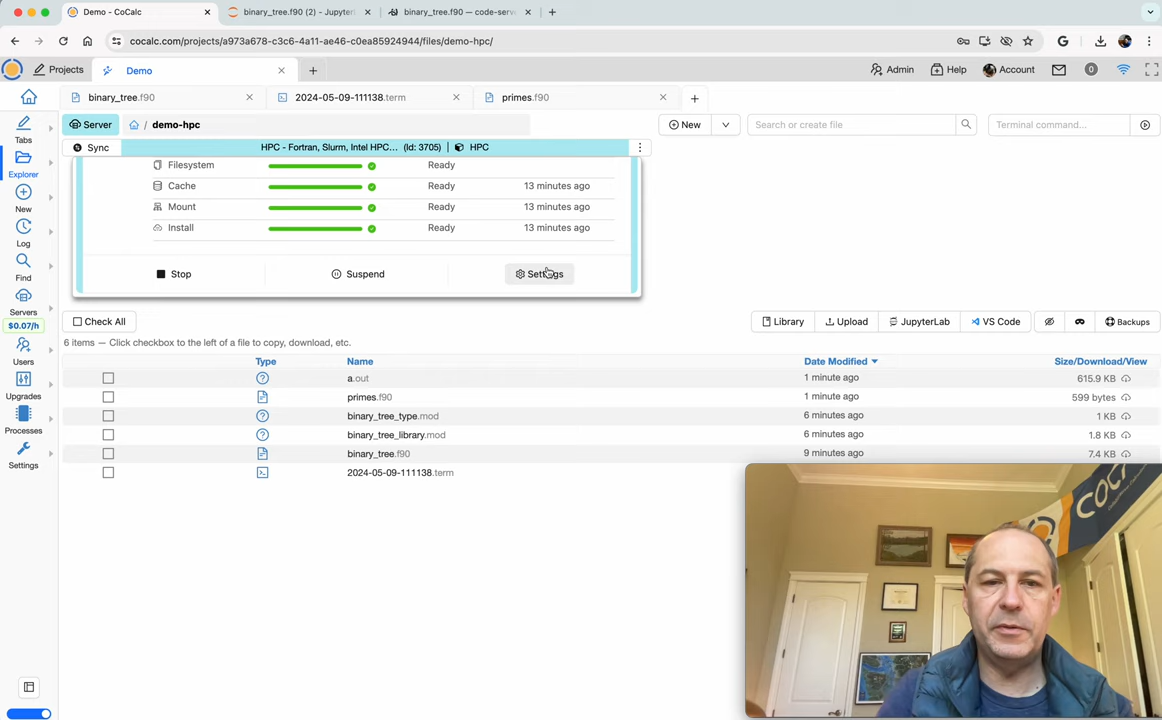 Demo - CoCalc
binary_tree.f90 (2) - Jupyterl
binary_tree.f90 — code-serve
cocalc.com/projects/a973a678-c3c6-4a11-ae46-c0ea85924944/files/demo-hpc/
Projects
Demo
Admin
Help
Account
0
binary_tree.f90
2024-05-09-111138.term
primes.f90
Server
/ demo-hpc
New
Search or create file
Terminal command...
Sync
HPC - Fortran, Slurm, Intel HPC... (Id: 3705)
HPC
Tabs
Explorer
New
Log
Find
Servers
$0.07/h
Users
Upgrades
Processes
Settings
Filesystem
Ready
Cache
Ready
13 minutes ago
Mount
Ready
13 minutes ago
Install
Ready
13 minutes ago
Stop
Suspend
Settings
Check All
Library
Upload
JupyterLab
VS Code
Backups
6 items — Click checkbox to the left of a file to copy, download, etc.
Type
Name
Date Modified
Size/Download/View
a.out
1 minute ago
615.9 KB
primes.f90
1 minute ago
599 bytes
binary_tree_type.mod
6 minutes ago
1 KB
binary_tree_library.mod
6 minutes ago
1.8 KB
binary_tree.f90
9 minutes ago
7.4 KB
2024-05-09-111138.term
COCALC